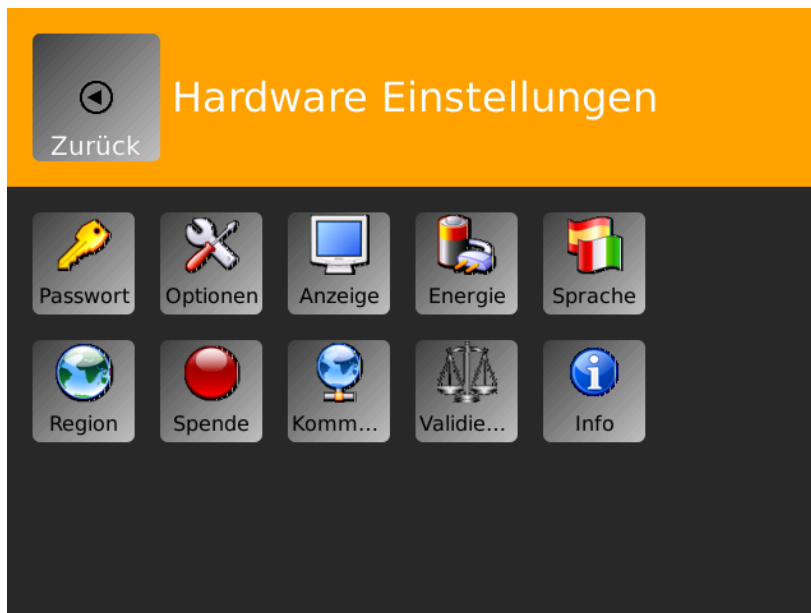 Hardware Einstellungen
Zurück
Passwort Optionen Anzeige Energie Sprache
Region Spende Komm... Validie... Info